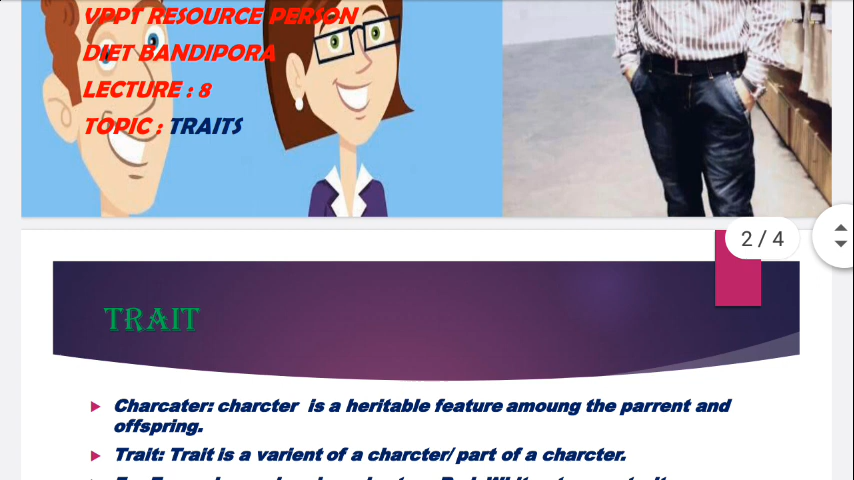 VPPT RESOURCE PERSON
DIET BANDIPORA
LECTURE : 8
TOPIC : TRAITS
2 / 4
TRAIT
Charcater: charcter is a heritable feature amoung the parrent and
offspring.
Trait: Trait is a varient of a charcter/ part of a charcter.